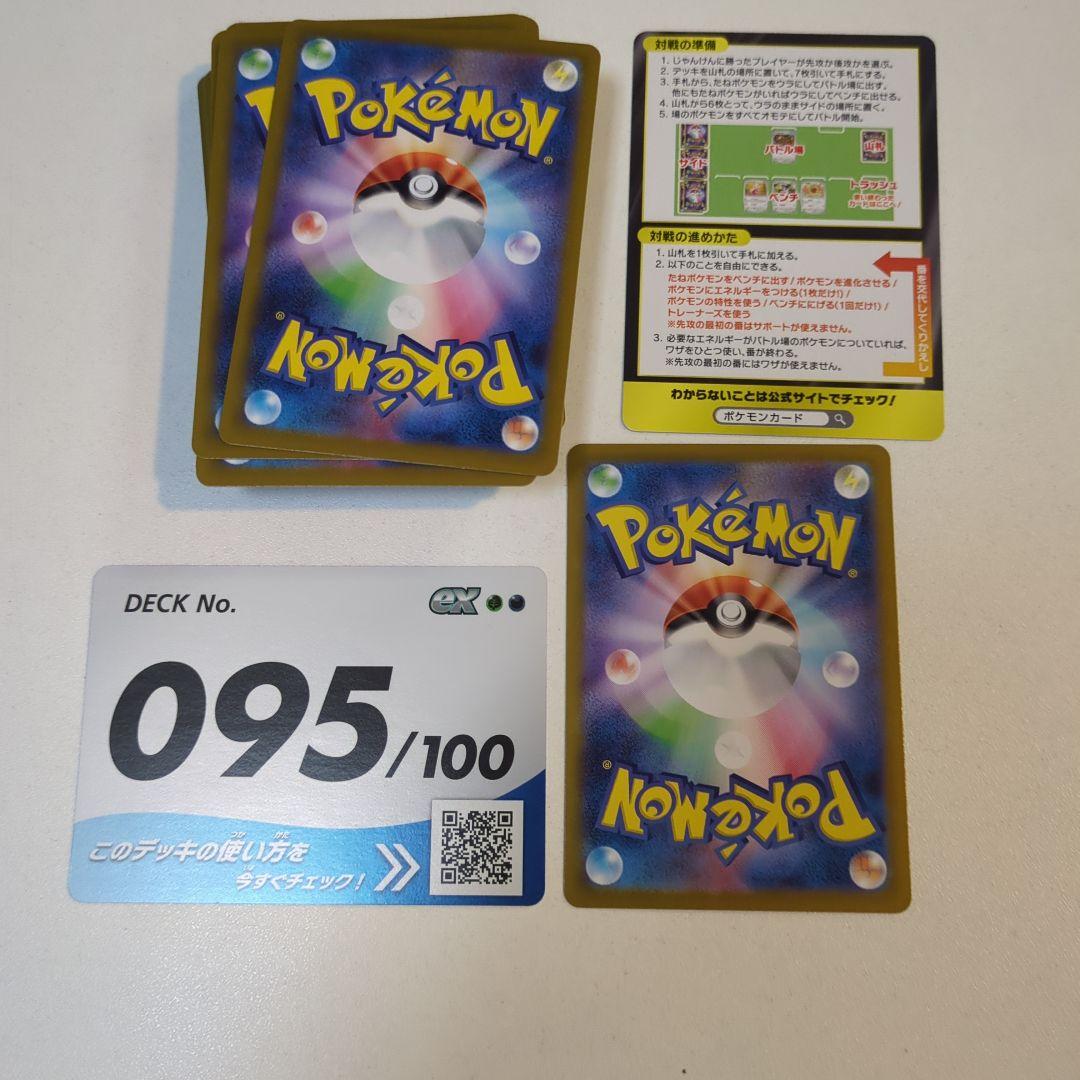 POKéMON
®
®
POKéMON
対戦の準備
1. じゃんけんに勝ったプレイヤーが先攻か後攻かを選ぶ。
2. デッキを山札の場所に置いて、7枚引いて手札にする。
3. 手札から、たねポケモンをウラにしてバトル場に出す。
他にもたねポケモンがいればウラにしてベンチに出せる。
4. 山札から6枚とって、ウラのままサイドの場所に置く。
5. 場のポケモンをすべてオモテにしてバトル開始。
サイド
バトル場
山札
ベンチ
トラッシュ
使い終わった
カードはここへ!
対戦の進めかた
1. 山札を1枚引いて手札に加える。
2. 以下のことを自由にできる。
たねポケモンをベンチに出す/ポケモンを進化させる/
ポケモンにエネルギーをつける(1枚だけ!)/
ポケモンの特性を使う/ベンチににげる(1回だけ!)/
トレーナーズを使う
※先攻の最初の番はサポートが使えません。
3. 必要なエネルギーがバトル場のポケモンについていれば、
ワザをひとつ使い、番が終わる。
※先攻の最初の番にはワザが使えません。
番を交代してくりかえし
わからないことは公式サイトでチェック!
ポケモンカード
DECK No.
ex
095/100
このデッキの使い方を
つか かた
今すぐチェック!
POKéMON
®
®
POKéMON